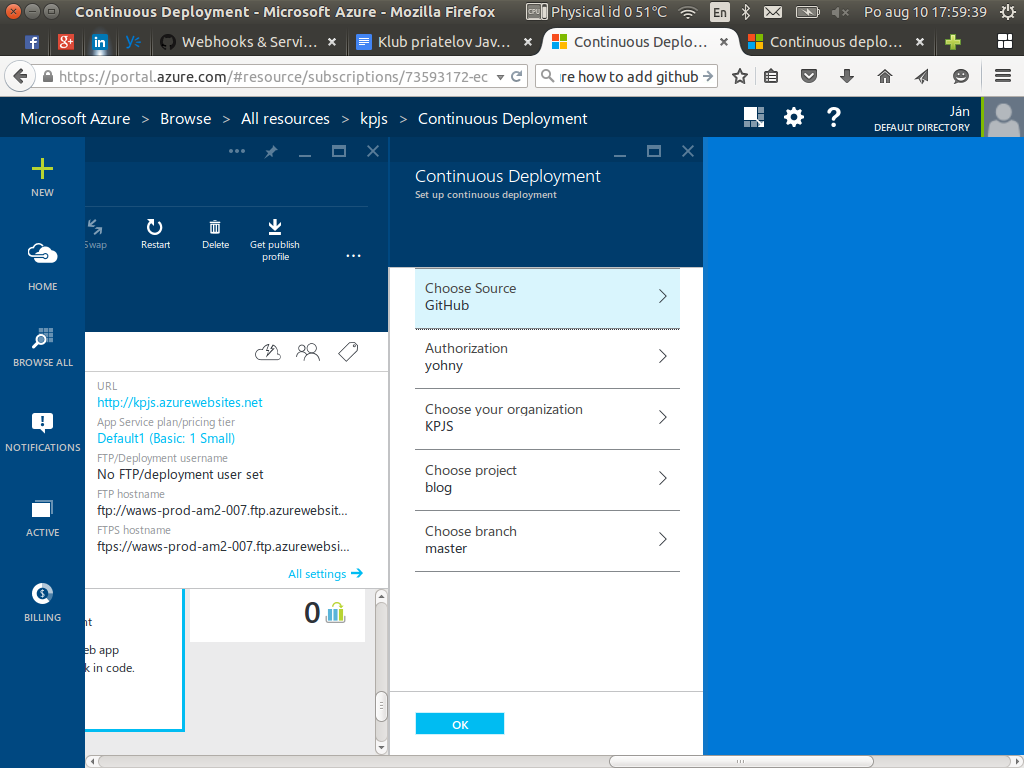 Continuous Deployment - Microsoft Azure - Mozilla Firefox
Physical id 0 51°C
En
Po aug 10 17:59:39
Webhooks & Servi...
Klub priatelov Jav...
Continuous Deplo...
Continuous deplo...
https://portal.azure.com/#resource/subscriptions/73593172-ec
re how to add github
Microsoft Azure > Browse > All resources > kpjs > Continuous Deployment
Ján
DEFAULT DIRECTORY
NEW
HOME
BROWSE ALL
NOTIFICATIONS
ACTIVE
BILLING
Swap
Restart
Delete
Get publish
profile
URL
http://kpjs.azurewebsites.net
App Service plan/pricing tier
Default1 (Basic: 1 Small)
FTP/Deployment username
No FTP/deployment user set
FTP hostname
ftp://waws-prod-am2-007.ftp.azurewebsit...
FTPS hostname
ftps://waws-prod-am2-007.ftp.azurewebsi...
All settings
nt
eb app
k in code.
0
Continuous Deployment
Set up continuous deployment
Choose Source
GitHub
Authorization
yohny
Choose your organization
KPJS
Choose project
blog
Choose branch
master
OK